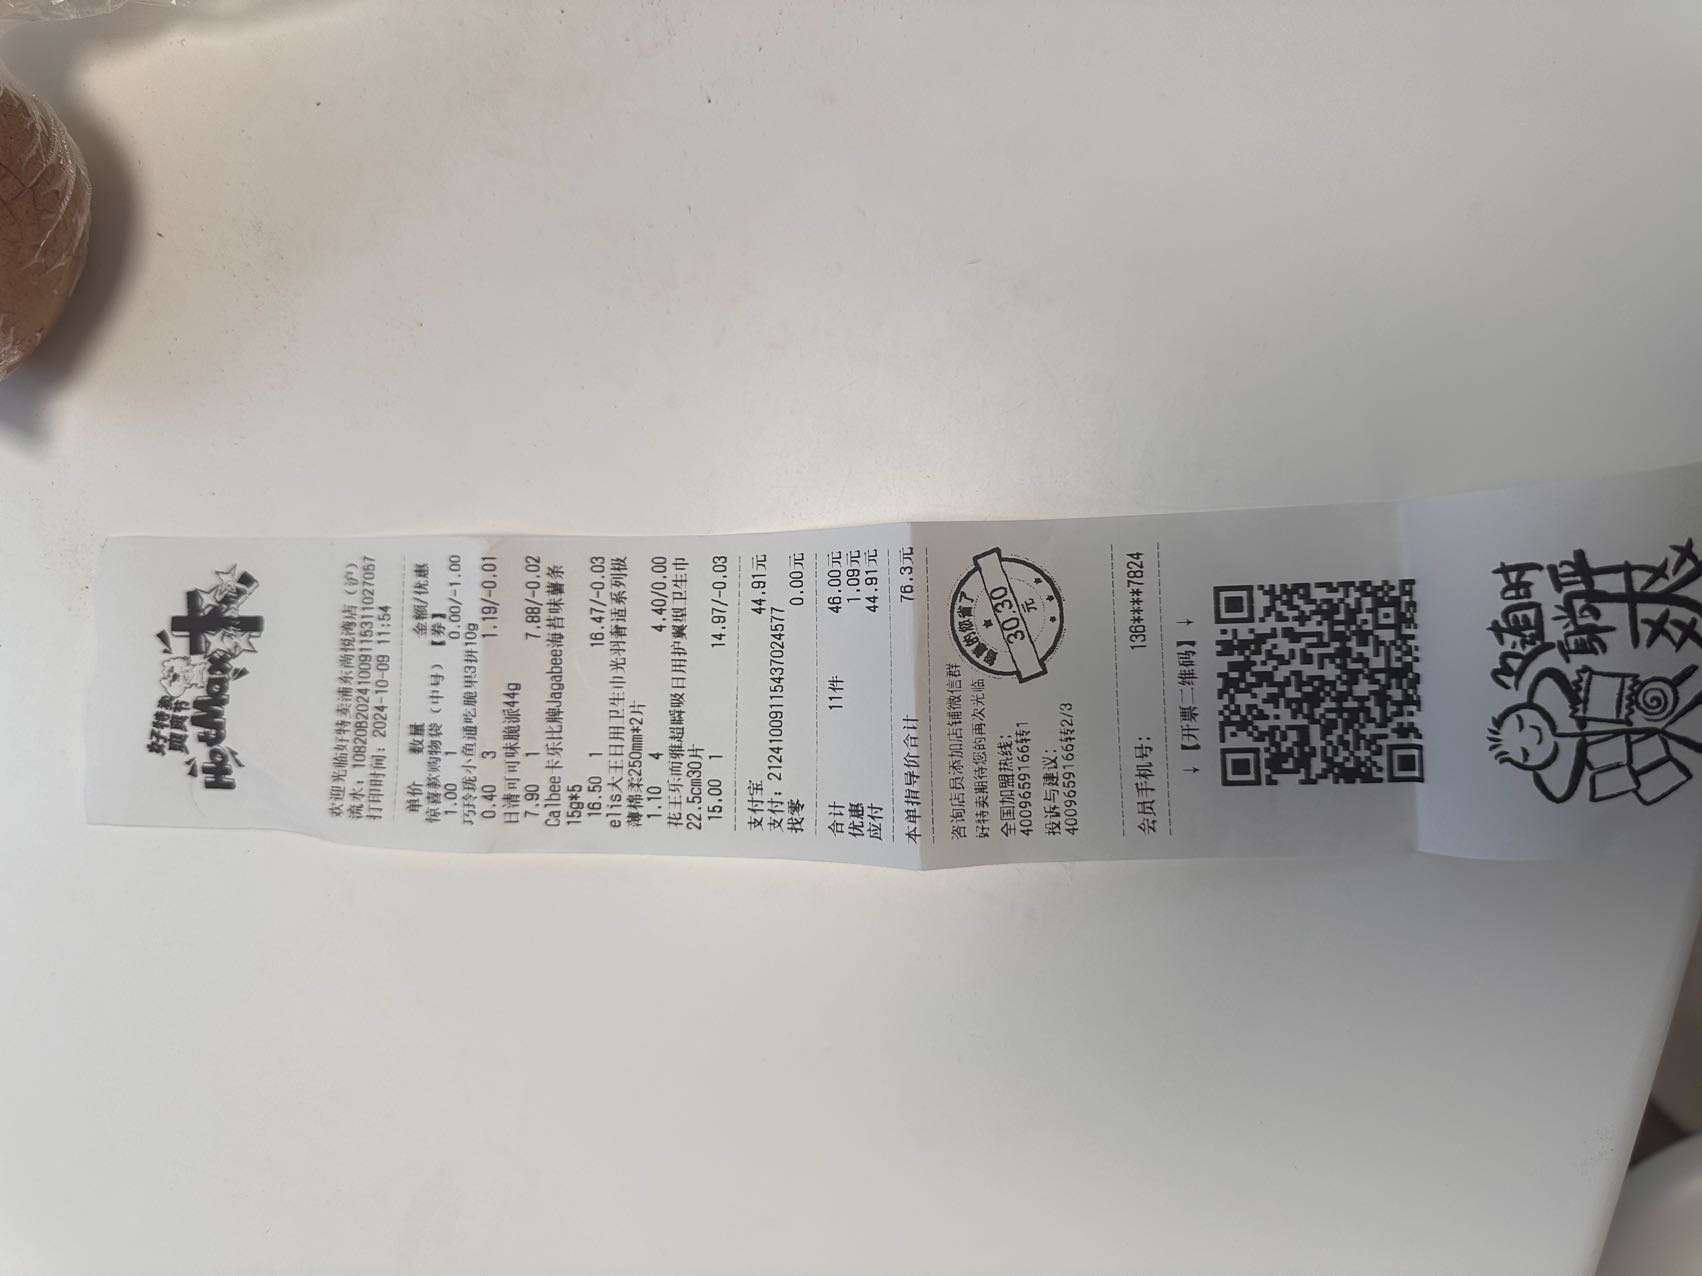 好特卖
HotMaxx
欢迎光临好特卖浦东尚悦湾店（沪）
流水：10820B2024100911531102705​7
打印时间：2024-10-09 11:54
单价 数量 金额/优惠
惊喜款购物袋（中号）【券】
1.00 1 0.00/-1.00
巧玲珑小鱼通吃脆果3拼10g
0.40 3 1.19/-0.01
日清可可味脆派44g
7.90 1 7.88/-0.02
Calbee卡乐比牌Jagabee海苔味薯条
15g*5
16.50 1 16.47/-0.03
elis大王日用卫生巾光羽奢适系列极
薄棉柔250mm*2片
1.10 4 4.40/0.00
花王乐而雅超瞬吸日用护翼型卫生巾
22.5cm30片
15.00 1 14.97/-0.03
支付宝 44.91元
支付：2124100911543702457​7
找零 0.00元
合计 11件 46.00元
优惠 1.09元
应付 44.91元
本单指导价合计 76.3元
咨询店员添加店铺微信群
好特卖期待您的再次光临
全国加盟热线：
4009659166转1
投诉与建议：
4009659166转2/3
30.30
元
会员手机号： 136****7824
↓ 【开票二维码】 ↓
随时